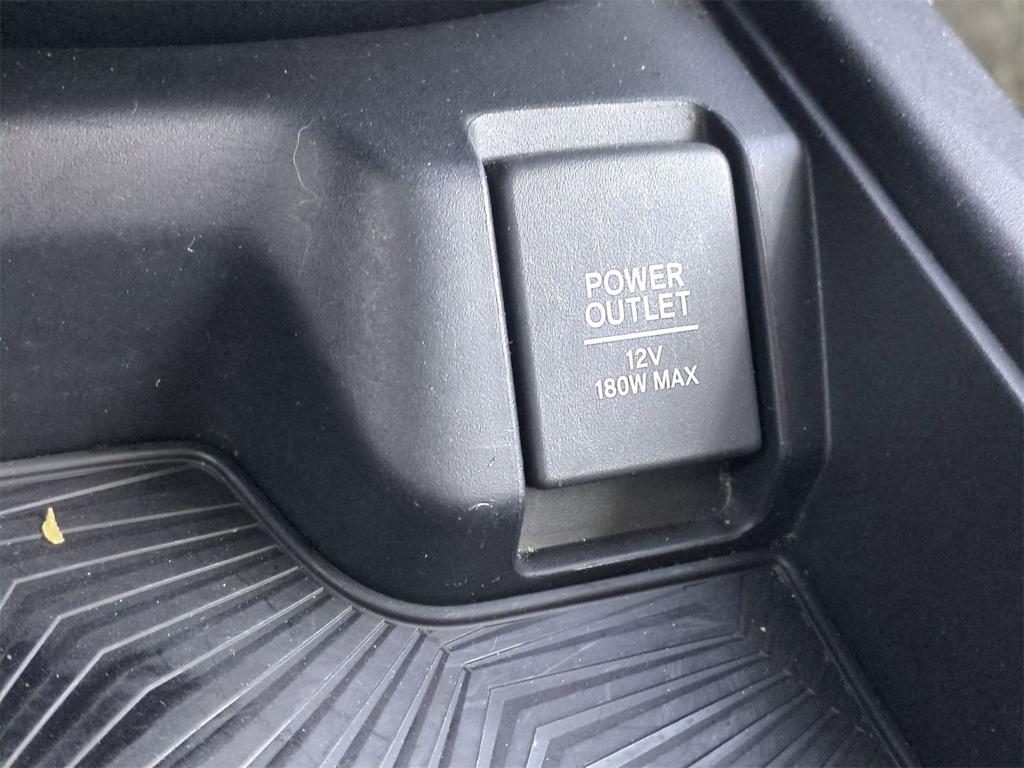 POWER
OUTLET
12V
180W MAX